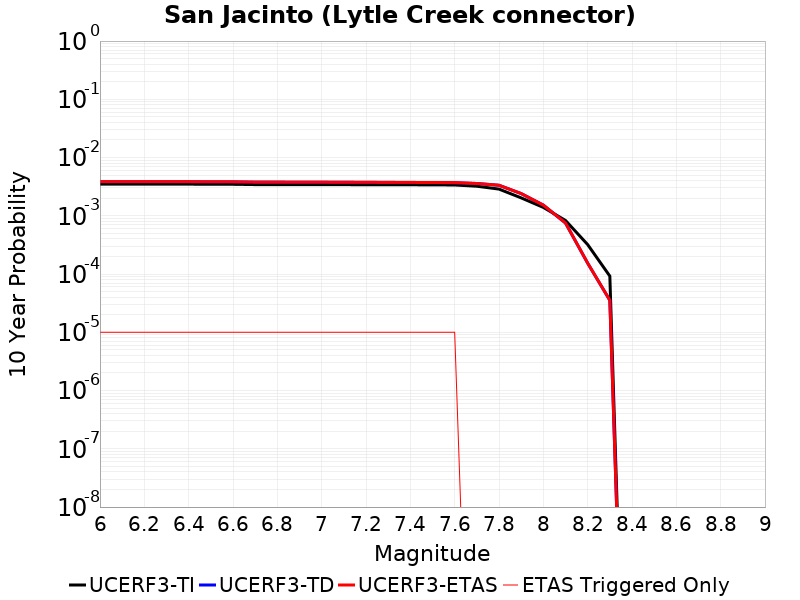 San Jacinto (Lytle Creek connector)
10 Year Probability
10^0
10^-1
10^-2
10^-3
10^-4
10^-5
10^-6
10^-7
10^-8
6 6.2 6.4 6.6 6.8 7 7.2 7.4 7.6 7.8 8 8.2 8.4 8.6 8.8 9
Magnitude
UCERF3-TI UCERF3-TD UCERF3-ETAS ETAS Triggered Only